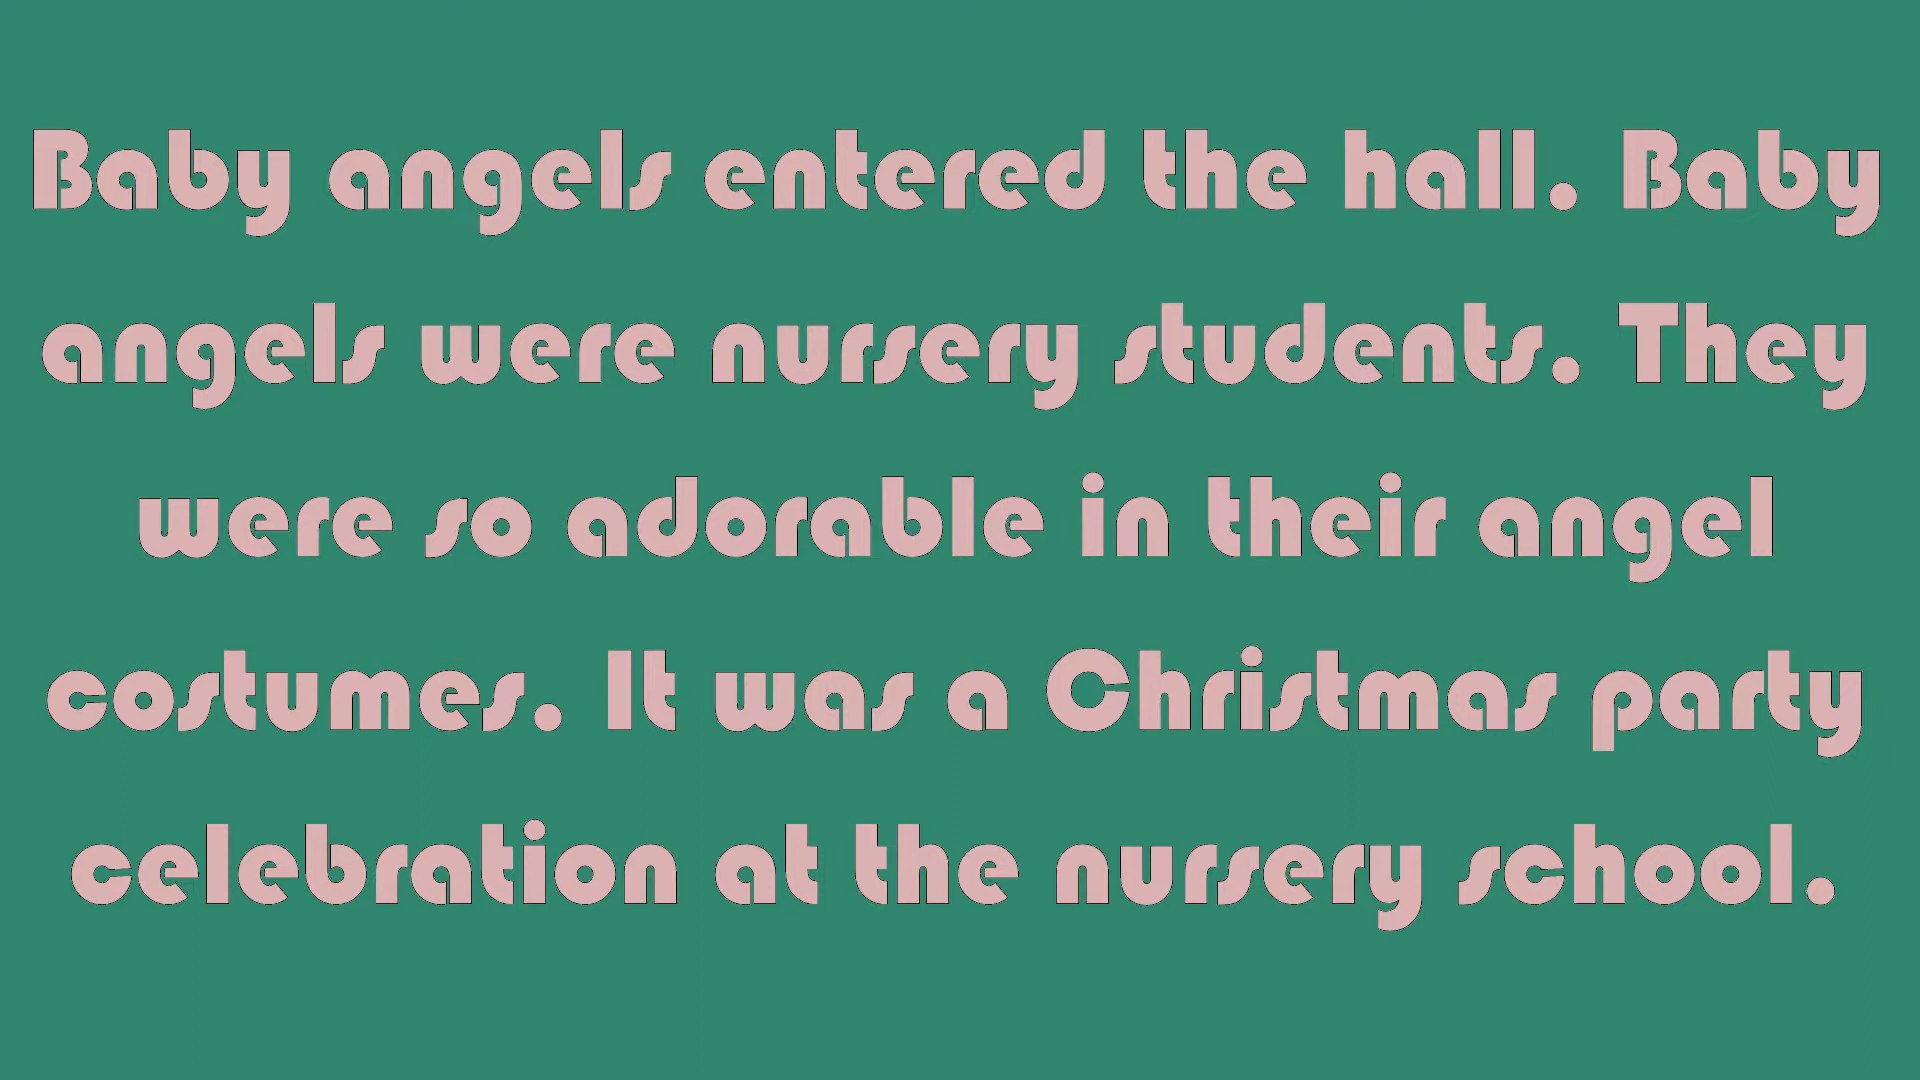 Baby angels entered the hall. Baby
angels were nursery students. They
were so adorable in their angel
costumes. It was a Christmas party
celebration at the nursery school.